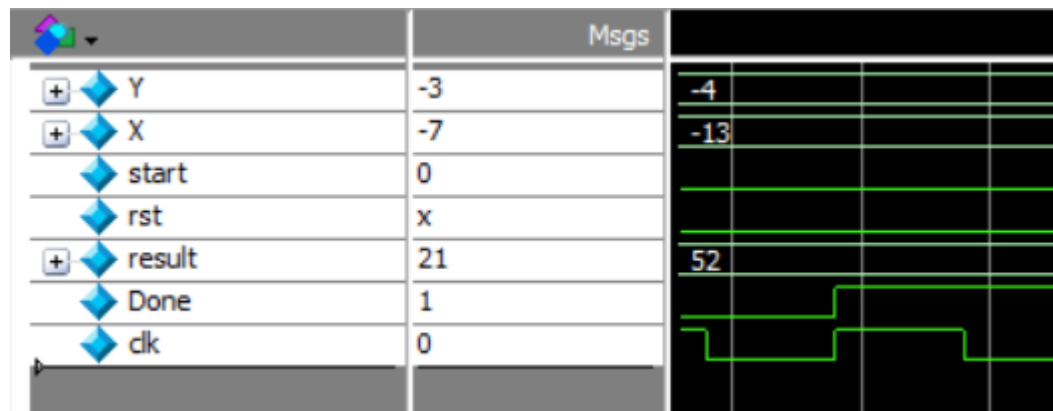 Msgs
Y -3 -4
X -7 -13
start 0
rst x
result 21 52
Done 1
clk 0